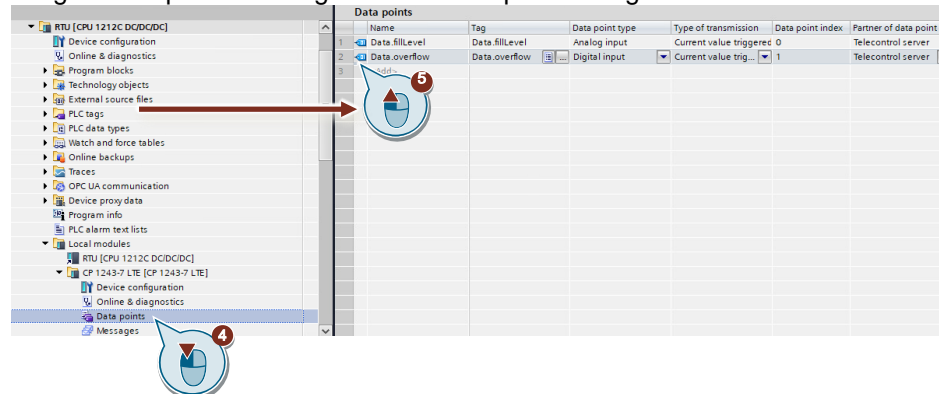 Data points
RTU [CPU 1212C DC/DC/DC]
Device configuration
Online & diagnostics
Program blocks
Technology objects
External source files
PLC tags
PLC data types
Watch and force tables
Online backups
Traces
OPC UA communication
Device proxy data
Program info
PLC alarm text lists
Local modules
RTU [CPU 1212C DC/DC/DC]
CP 1243-7 LTE [CP 1243-7 LTE]
Device configuration
Online & diagnostics
Data points
Messages
4
Name Tag Data point type Type of transmission Data point index Partner of data point
1 Data.fillLevel Data.fillLevel Analog input Current value triggered 0 Telecontrol server
2 Data.overflow Data.overflow ... Digital input Current value trig... 1 Telecontrol server
3
5